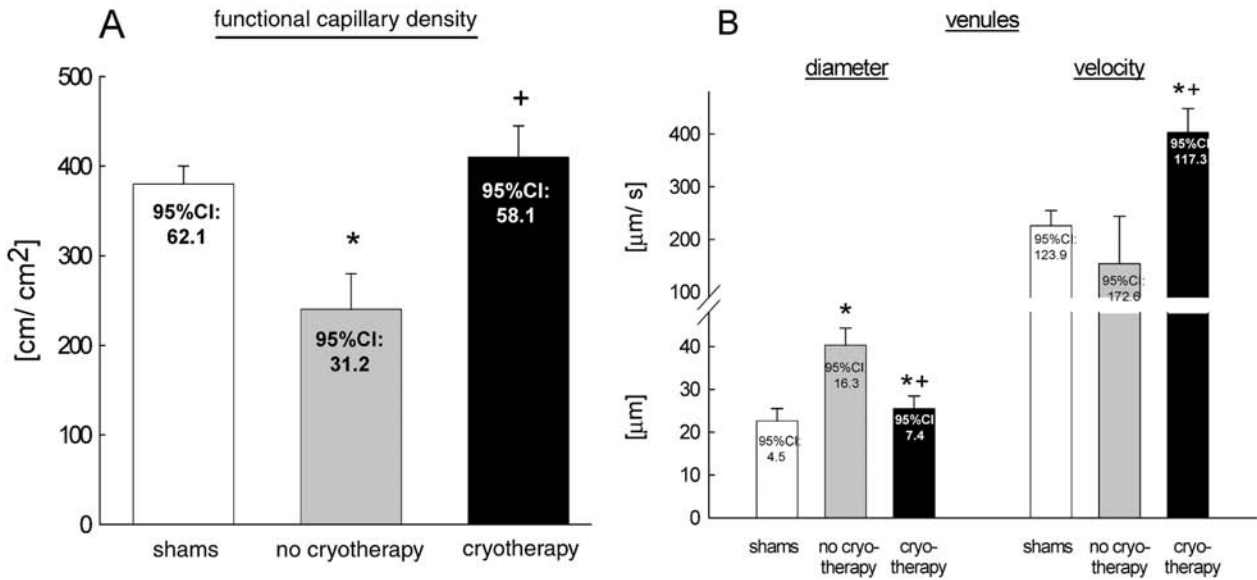 A
functional capillary density
[cm/ cm2]
500
400
300
200
100
0
95%CI:
62.1
*
95%CI:
31.2
+
95%CI:
58.1
shams
no cryotherapy
cryotherapy
B
venules
diameter
velocity
[µm/ s]
400
300
200
100
[µm]
40
30
20
10
0
95%CI:
4.5
*
95%CI:
16.3
*+
95%CI:
7.4
95%CI:
123.9
95%CI:
172.6
*+
95%CI:
117.3
shams
no cryo-
therapy
cryo-
therapy
shams
no cryo-
therapy
cryo-
therapy